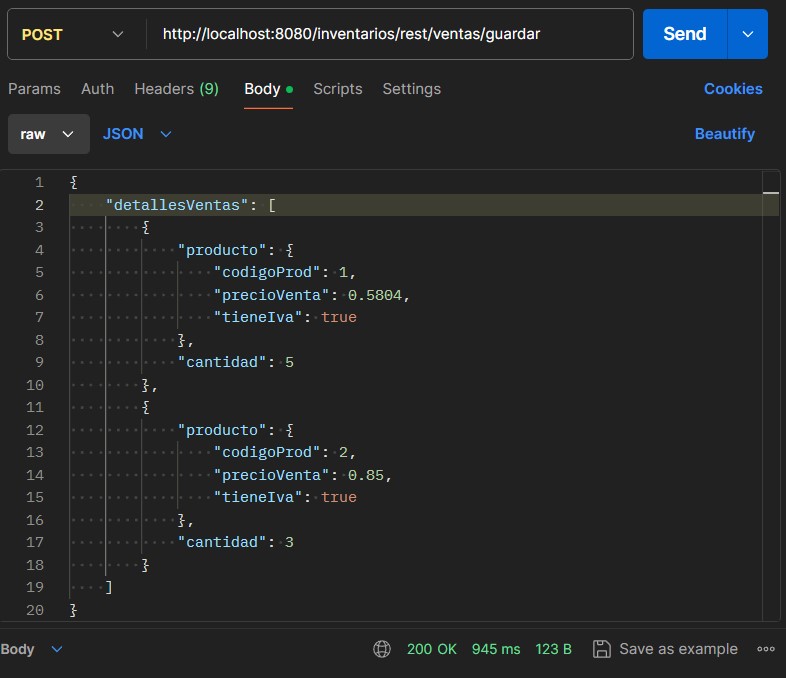 POST http://localhost:8080/inventarios/rest/ventas/guardar Send
Params Auth Headers (9) Body Scripts Settings Cookies
raw JSON Beautify
1 {
2 "detallesVentas": [
3 {
4 "producto": {
5 "codigoProd": 1,
6 "precioVenta": 0.5804,
7 "tieneIva": true
8 },
9 "cantidad": 5
10 },
11 {
12 "producto": {
13 "codigoProd": 2,
14 "precioVenta": 0.85,
15 "tieneIva": true
16 },
17 "cantidad": 3
18 }
19 ]
20 }
Body 200 OK 945 ms 123 B Save as example